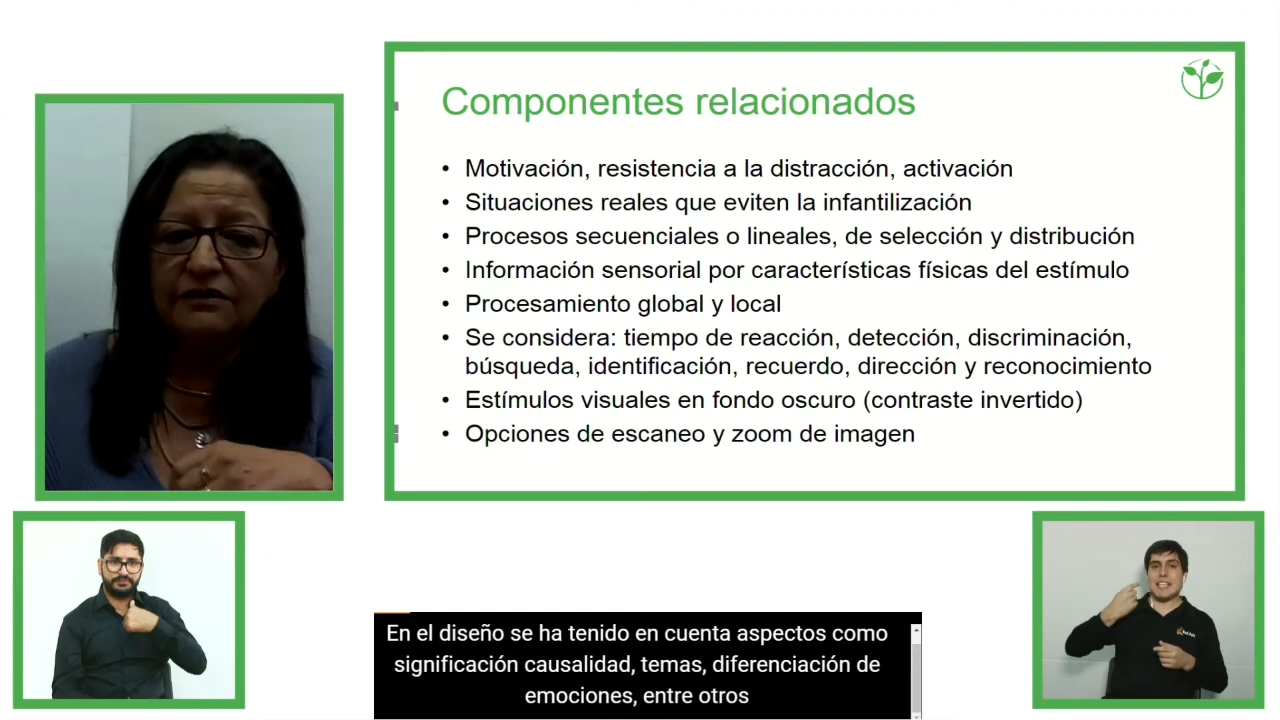 Componentes relacionados
• Motivación, resistencia a la distracción, activación
• Situaciones reales que eviten la infantilización
• Procesos secuenciales o lineales, de selección y distribución
• Información sensorial por características físicas del estímulo
• Procesamiento global y local
• Se considera: tiempo de reacción, detección, discriminación,
búsqueda, identificación, recuerdo, dirección y reconocimiento
• Estímulos visuales en fondo oscuro (contraste invertido)
• Opciones de escaneo y zoom de imagen
En el diseño se ha tenido en cuenta aspectos como
significación causalidad, temas, diferenciación de
emociones, entre otros